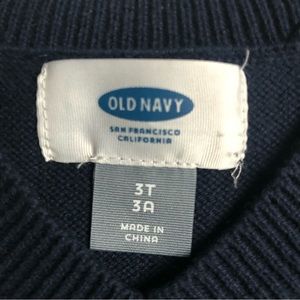 OLD NAVY
SAN FRANCISCO
CALIFORNIA
3T
3A
MADE IN
CHINA